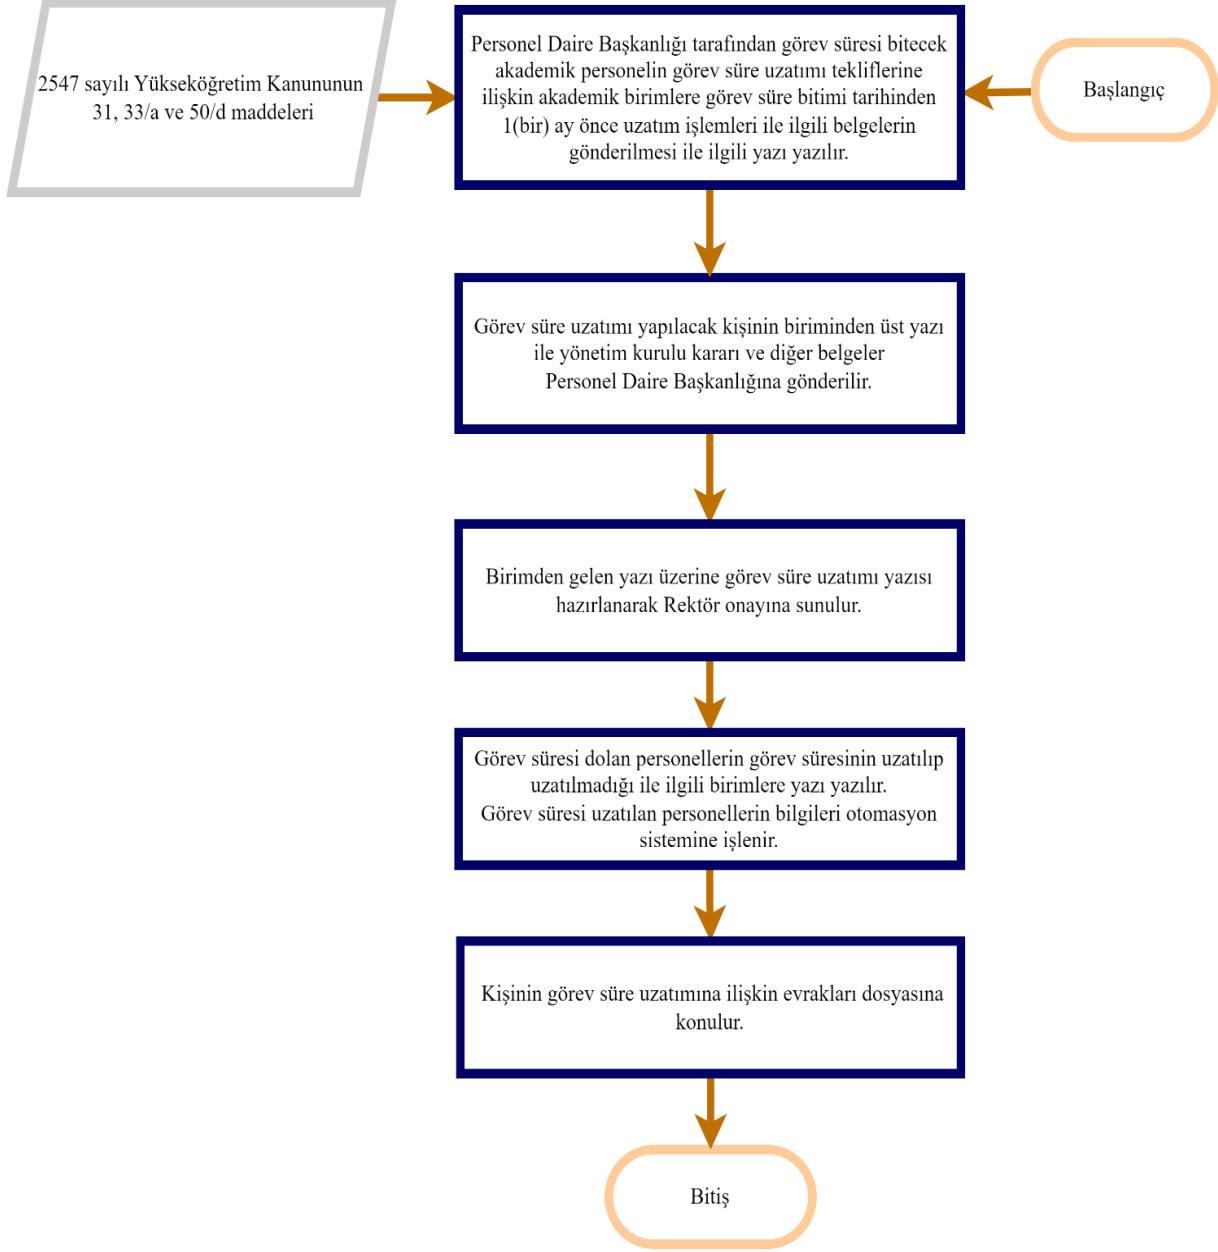 2547 sayılı Yükseköğretim Kanununun
31, 33/a ve 50/d maddeleri
Personel Daire Başkanlığı tarafından görev süresi bitecek
akademik personelin görev süre uzatımı tekliflerine
ilişkin akademik birimlere görev süre bitimi tarihinden
1(bir) ay önce uzatım işlemleri ile ilgili belgelerin
gönderilmesi ile ilgili yazı yazılır.
Başlangıç
Görev süre uzatımı yapılacak kişinin biriminden üst yazı
ile yönetim kurulu kararı ve diğer belgeler
Personel Daire Başkanlığına gönderilir.
Birimden gelen yazı üzerine görev süre uzatımı yazısı
hazırlanarak Rektör onayına sunulur.
Görev süresi dolan personellerin görev süresinin uzatılıp
uzatılmadığı ile ilgili birimlere yazı yazılır.
Görev süresi uzatılan personellerin bilgileri otomasyon
sistemine işlenir.
Kişinin görev süre uzatımına ilişkin evrakları dosyasına
konulur.
Bitiş